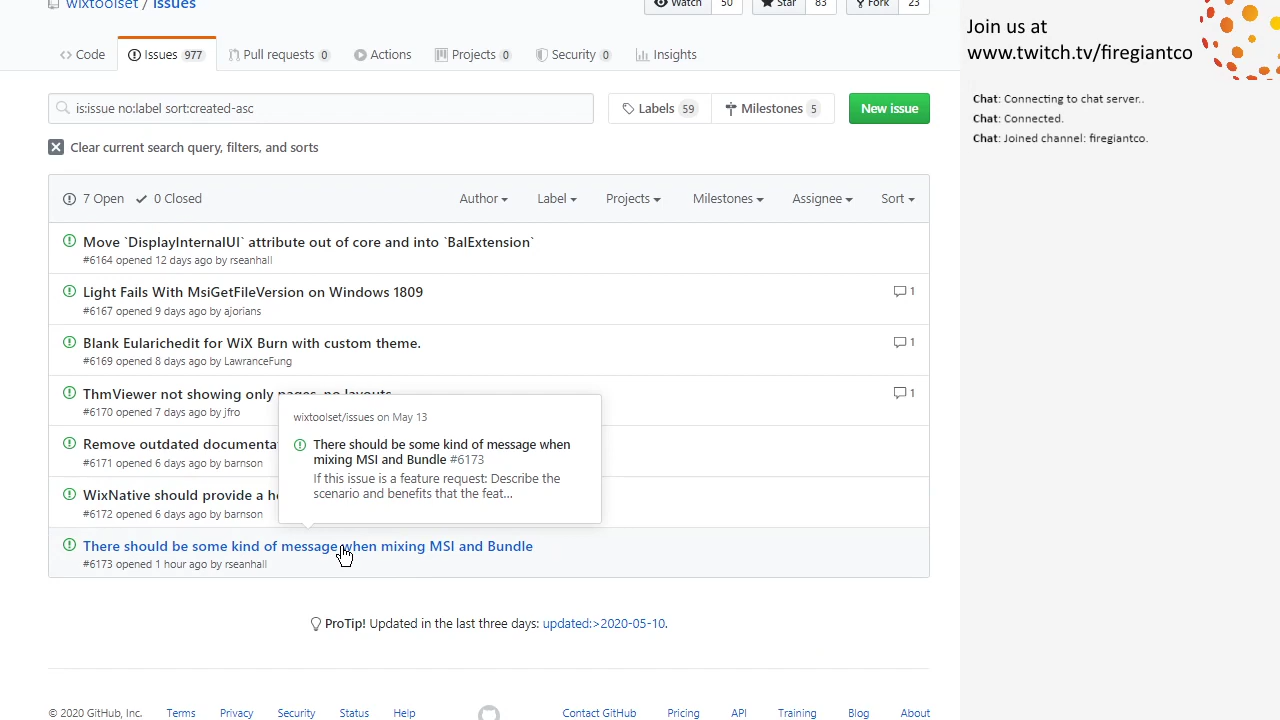 wixtoolset / issues
Watch 50 Star 83 Fork 23
Code Issues 977 Pull requests 0 Actions Projects 0 Security 0 Insights
is:issue no:label sort:created-asc
Labels 59 Milestones 5 New issue
Clear current search query, filters, and sorts
7 Open 0 Closed Author Label Projects Milestones Assignee Sort
Move `DisplayInternalUI` attribute out of core and into `BalExtension`
#6164 opened 12 days ago by rseanhall
Light Fails With MsiGetFileVersion on Windows 1809
1
#6167 opened 9 days ago by ajorians
Blank Eularichedit for WiX Burn with custom theme.
1
#6169 opened 8 days ago by LawranceFung
ThmViewer not showing only pages, no layouts
1
#6170 opened 7 days ago by jfro
Remove outdated documenta
#6171 opened 6 days ago by barnson
WixNative should provide a he
#6172 opened 6 days ago by barnson
wixtoolset/issues on May 13
There should be some kind of message when
mixing MSI and Bundle #6173
If this issue is a feature request: Describe the
scenario and benefits that the feat...
There should be some kind of message when mixing MSI and Bundle
#6173 opened 1 hour ago by rseanhall
ProTip! Updated in the last three days: updated:>2020-05-10.
© 2020 GitHub, Inc. Terms Privacy Security Status Help Contact GitHub Pricing API Training Blog About
Join us at
www.twitch.tv/firegiantco
Chat: Connecting to chat server..
Chat: Connected.
Chat: Joined channel: firegiantco.